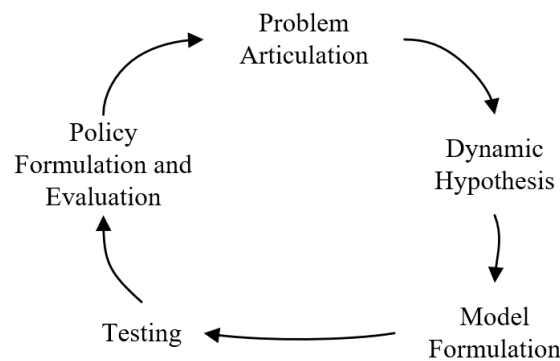 Problem
Articulation
Dynamic
Hypothesis
Model
Formulation
Testing
Policy
Formulation and
Evaluation